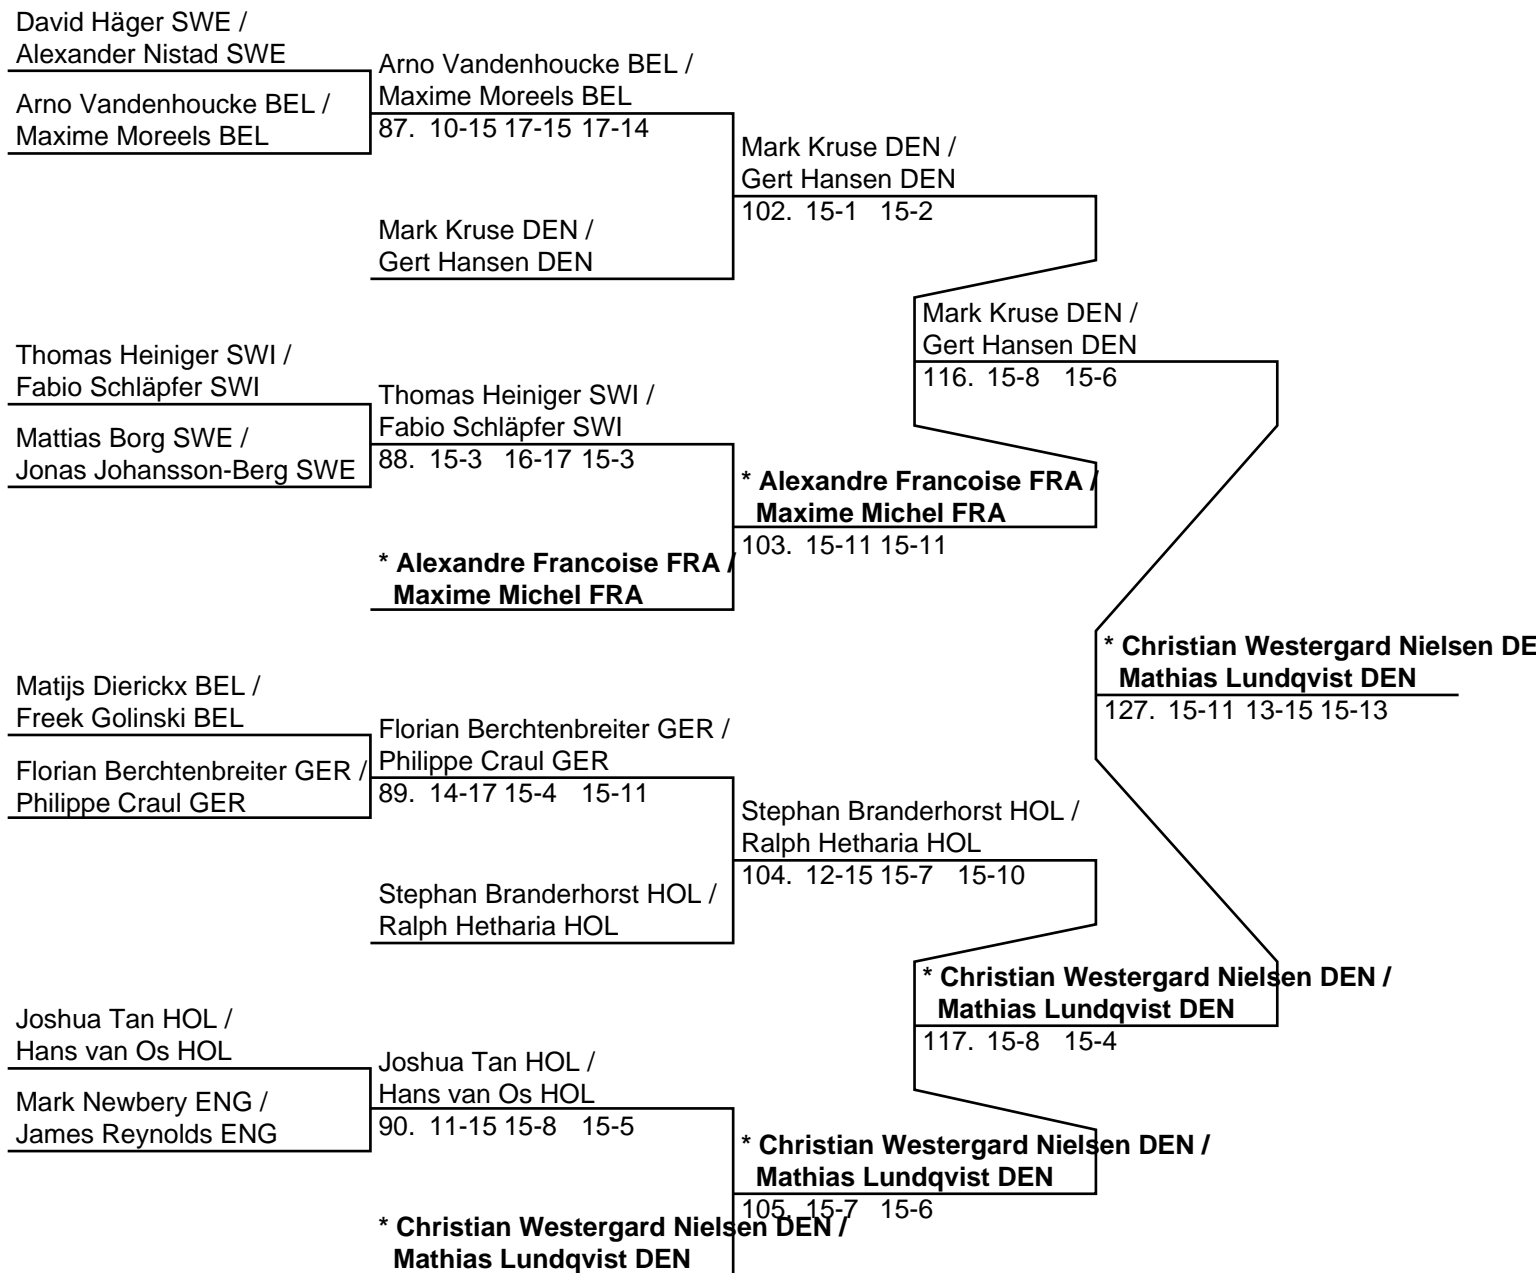 David Häger SWE /
Alexander Nistad SWE
Arno Vandenhoucke BEL /
Maxime Moreels BEL
Arno Vandenhoucke BEL /
Maxime Moreels BEL
87. 10-15 17-15 17-14
Mark Kruse DEN /
Gert Hansen DEN
Mark Kruse DEN /
Gert Hansen DEN
102. 15-1 15-2
Thomas Heiniger SWI /
Fabio Schläpfer SWI
Mattias Borg SWE /
Jonas Johansson-Berg SWE
Thomas Heiniger SWI /
Fabio Schläpfer SWI
88. 15-3 16-17 15-3
* Alexandre Francoise FRA /
Maxime Michel FRA
* Alexandre Francoise FRA /
Maxime Michel FRA
103. 15-11 15-11
Mark Kruse DEN /
Gert Hansen DEN
116. 15-8 15-6
Matijs Dierickx BEL /
Freek Golinski BEL
Florian Berchtenbreiter GER /
Philippe Craul GER
Florian Berchtenbreiter GER /
Philippe Craul GER
89. 14-17 15-4 15-11
Stephan Branderhorst HOL /
Ralph Hetharia HOL
Stephan Branderhorst HOL /
Ralph Hetharia HOL
104. 12-15 15-7 15-10
Joshua Tan HOL /
Hans van Os HOL
Mark Newbery ENG /
James Reynolds ENG
Joshua Tan HOL /
Hans van Os HOL
90. 11-15 15-8 15-5
* Christian Westergard Nielsen DEN /
Mathias Lundqvist DEN
* Christian Westergard Nielsen DEN /
Mathias Lundqvist DEN
105. 15-7 15-6
* Christian Westergard Nielsen DEN /
Mathias Lundqvist DEN
117. 15-8 15-4
* Christian Westergard Nielsen DE
Mathias Lundqvist DEN
127. 15-11 13-15 15-13